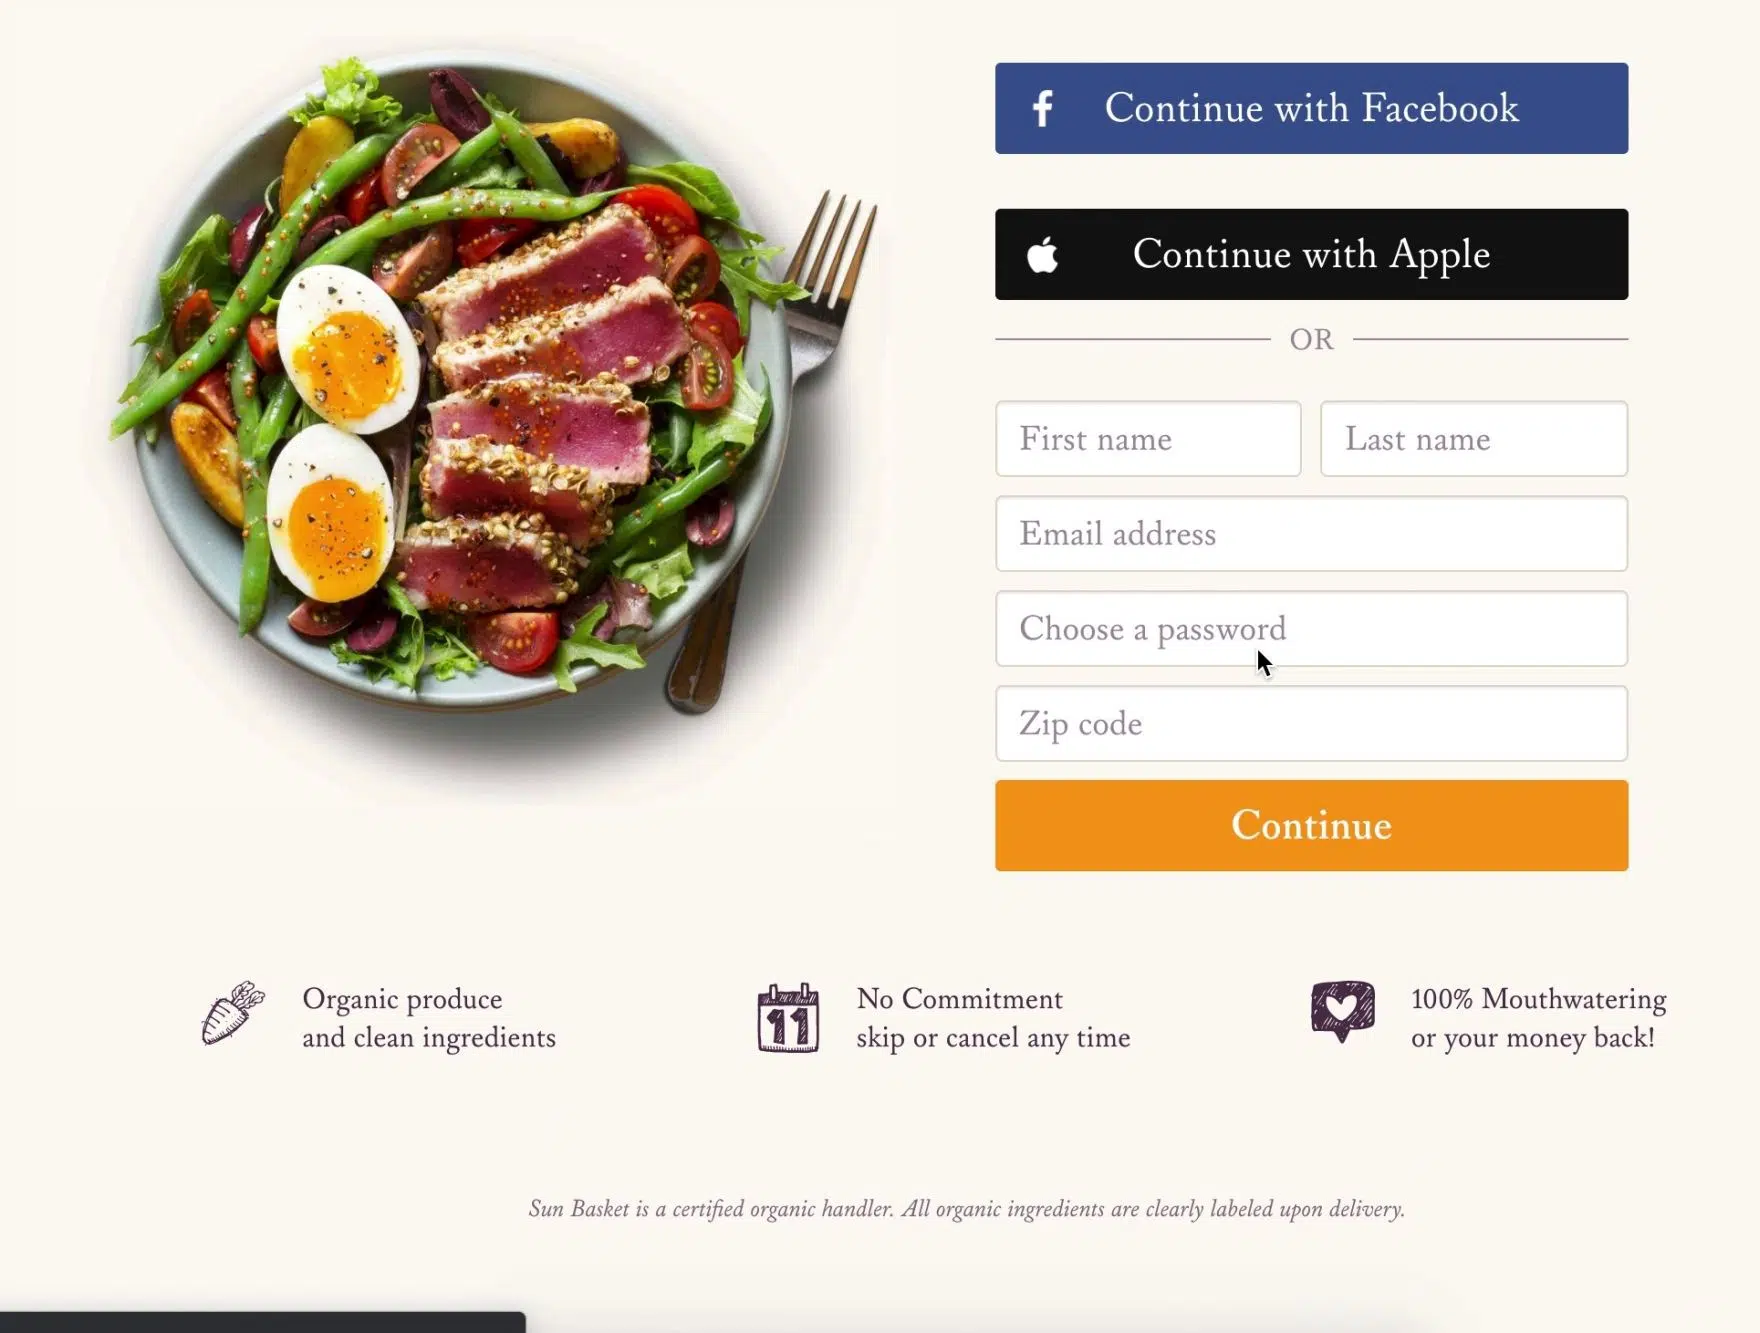 Continue with Facebook
Continue with Apple
OR
First name
Last name
Email address
Choose a password
Zip code
Continue
Organic produce
and clean ingredients
11
No Commitment
skip or cancel any time
100% Mouthwatering
or your money back!
Sun Basket is a certified organic handler. All organic ingredients are clearly labeled upon delivery.